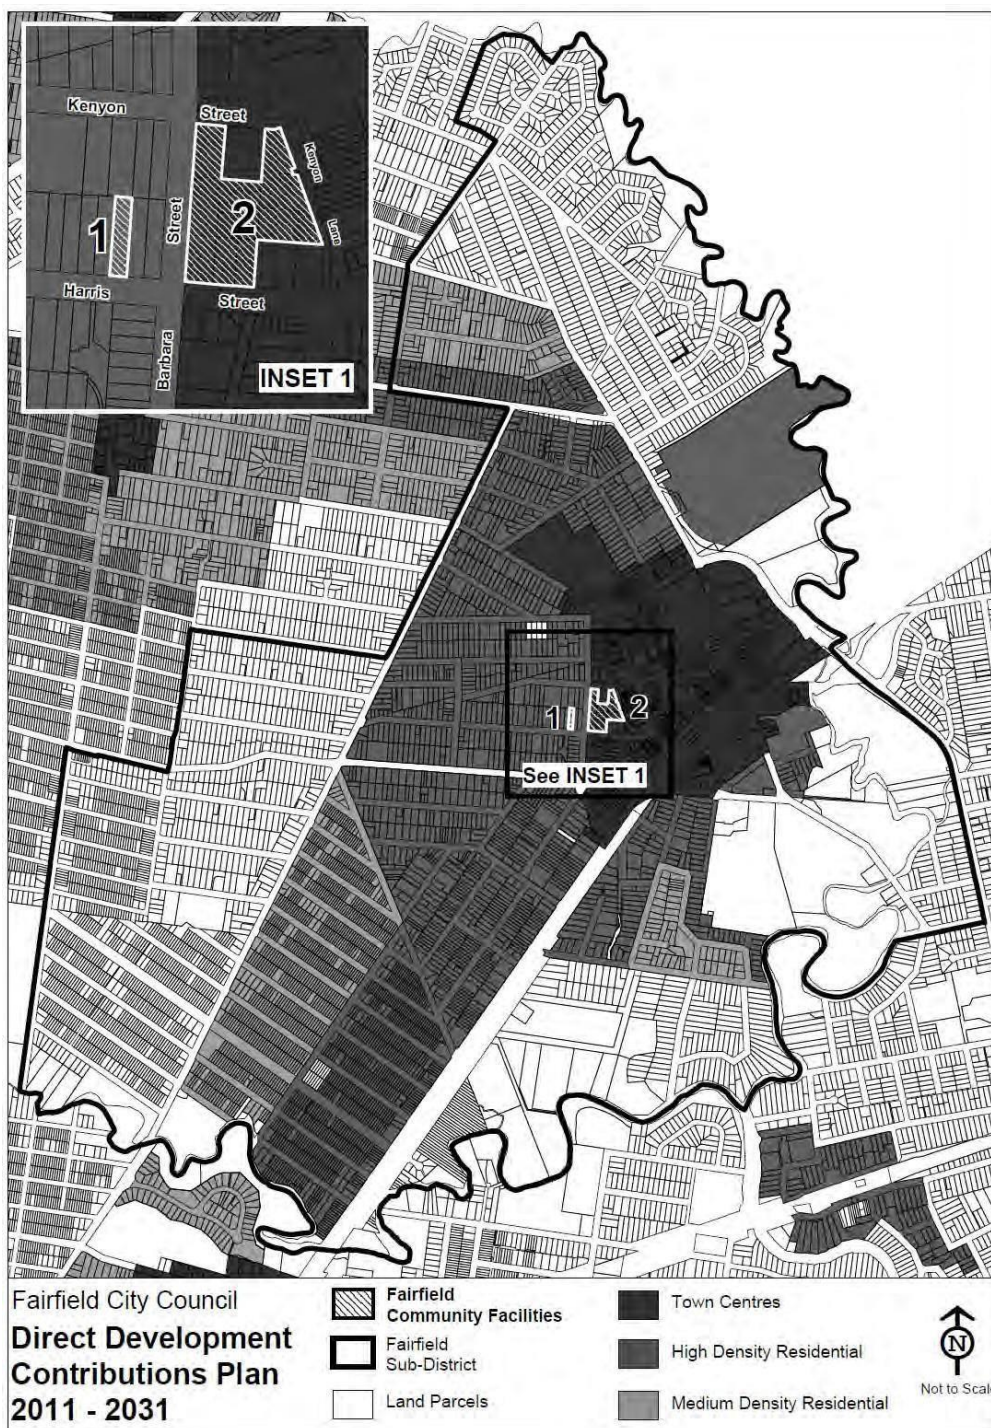 Kenyon
Street
Kenyon
Lane
1
Street
2
Harris
Street
Barbara
INSET 1
1
2
See INSET 1
Fairfield City Council
Direct Development
Contributions Plan
2011 - 2031
Fairfield
Community Facilities
Fairfield
Sub-District
Land Parcels
Town Centres
High Density Residential
Medium Density Residential
N
Not to Scale